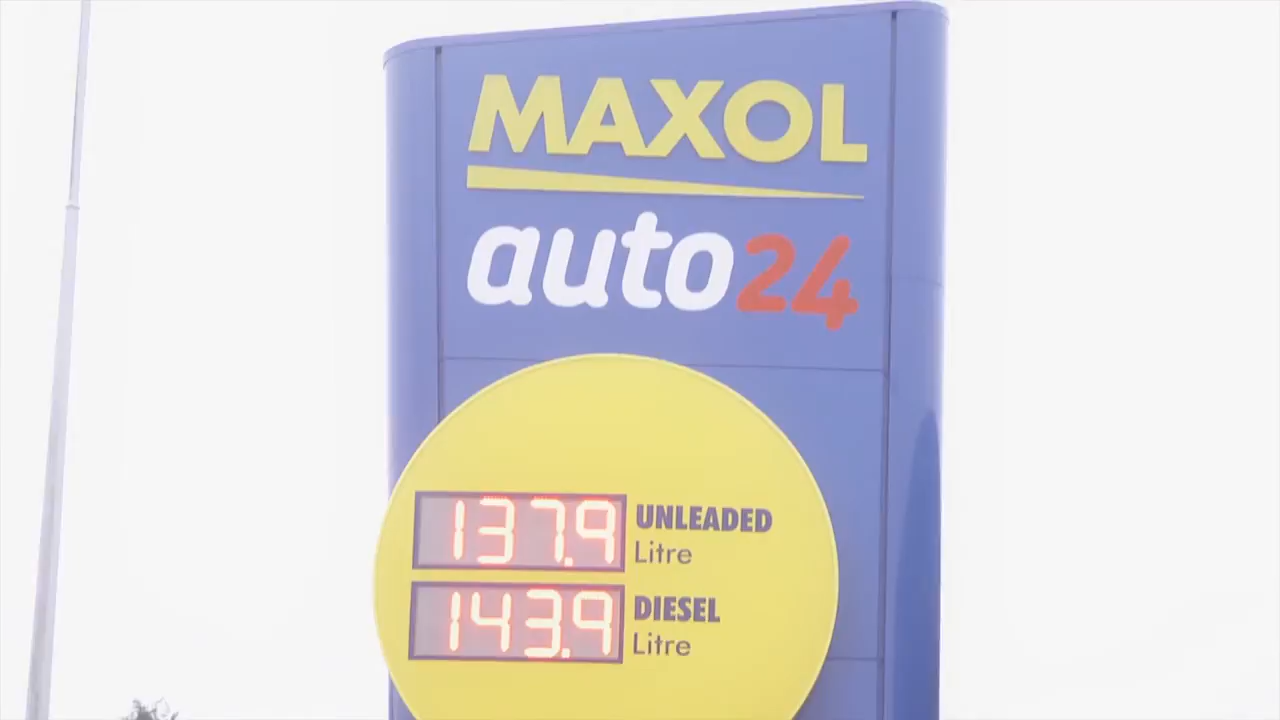 MAXOL
auto24
137.9 UNLEADED
Litre
143.9 DIESEL
Litre